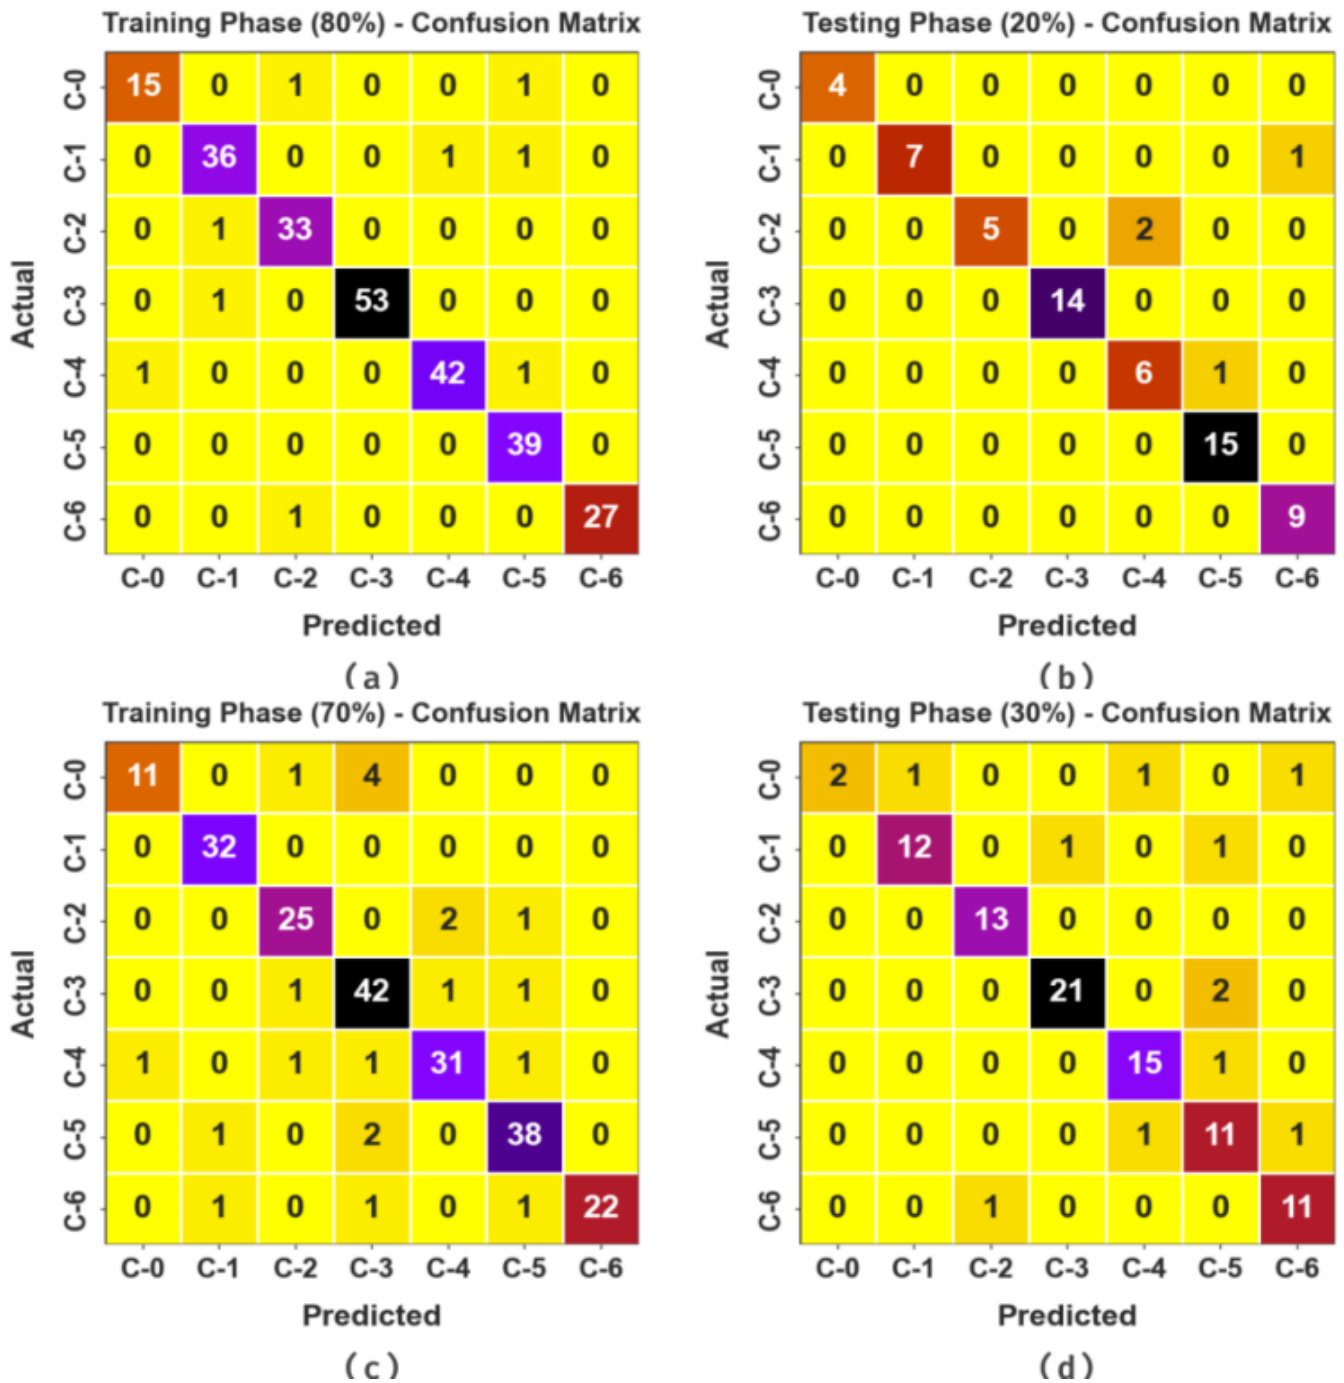 Training Phase (80%) - Confusion Matrix
C-0 15 0 1 0 0 1 0
C-1 0 36 0 0 1 1 0
C-2 0 1 33 0 0 0 0
C-3 0 1 0 53 0 0 0
C-4 1 0 0 0 42 1 0
C-5 0 0 0 0 0 39 0
C-6 0 0 1 0 0 0 27
Actual
C-0 C-1 C-2 C-3 C-4 C-5 C-6
Predicted
(a)
Testing Phase (20%) - Confusion Matrix
C-0 4 0 0 0 0 0 0
C-1 0 7 0 0 0 0 1
C-2 0 0 5 0 2 0 0
C-3 0 0 0 14 0 0 0
C-4 0 0 0 0 6 1 0
C-5 0 0 0 0 0 15 0
C-6 0 0 0 0 0 0 9
Actual
C-0 C-1 C-2 C-3 C-4 C-5 C-6
Predicted
(b)
Training Phase (70%) - Confusion Matrix
C-0 11 0 1 4 0 0 0
C-1 0 32 0 0 0 0 0
C-2 0 0 25 0 2 1 0
C-3 0 0 1 42 1 1 0
C-4 1 0 1 1 31 1 0
C-5 0 1 0 2 0 38 0
C-6 0 1 0 1 0 1 22
Actual
C-0 C-1 C-2 C-3 C-4 C-5 C-6
Predicted
(c)
Testing Phase (30%) - Confusion Matrix
C-0 2 1 0 0 1 0 1
C-1 0 12 0 1 0 1 0
C-2 0 0 13 0 0 0 0
C-3 0 0 0 21 0 2 0
C-4 0 0 0 0 15 1 0
C-5 0 0 0 0 1 11 1
C-6 0 0 1 0 0 0 11
Actual
C-0 C-1 C-2 C-3 C-4 C-5 C-6
Predicted
(d)